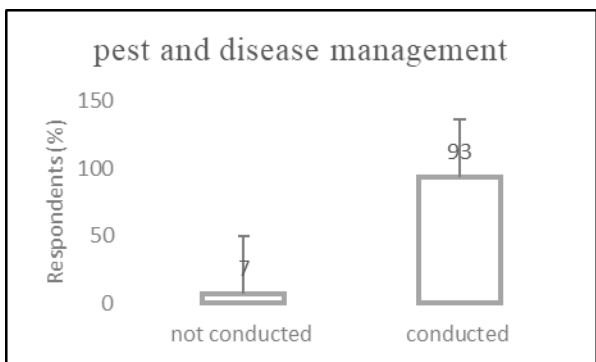 pest and disease management
Respondents (%)
150
100
50
0
7
93
not conducted
conducted